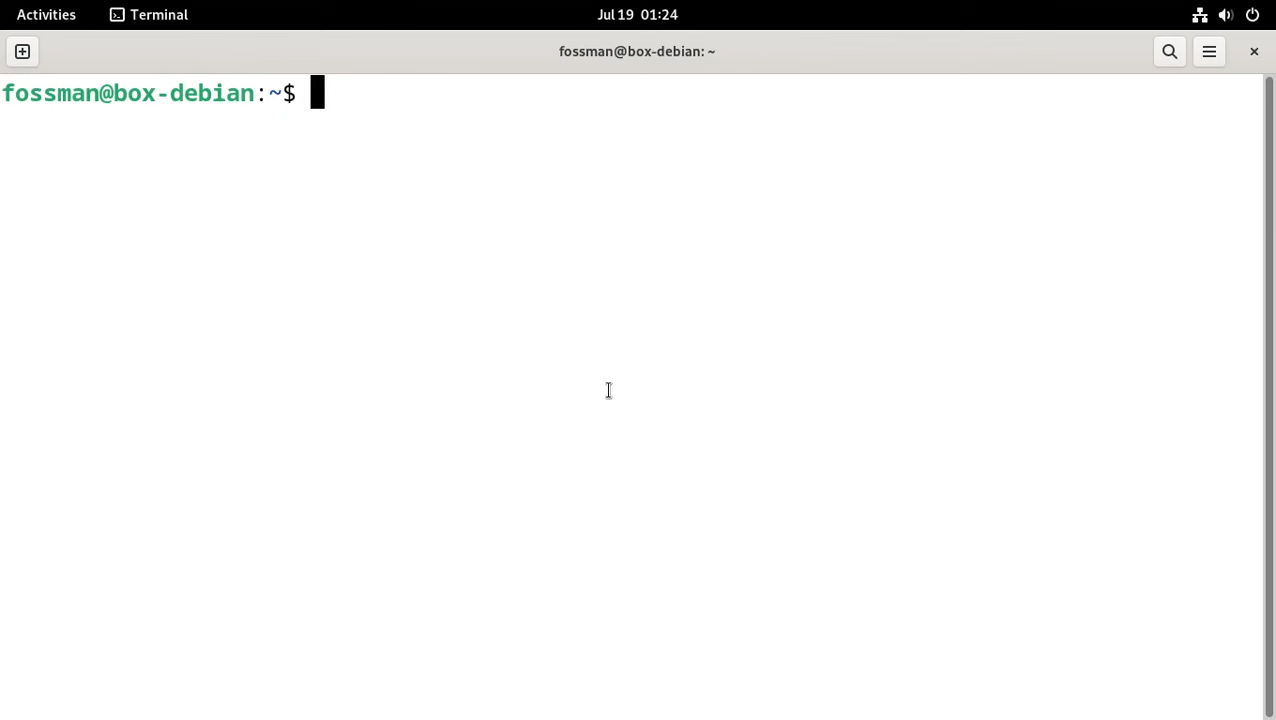 Activities Terminal Jul 19 01:24
fossman@box-debian: ~
fossman@box-debian:~$